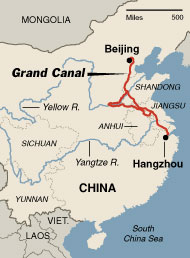 MONGOLIA
Miles 500
Beijing
Grand Canal
SHANDONG
Yellow R.
JIANGSU
ANHUI
SICHUAN
Yangtze R.
Hangzhou
CHINA
YUNNAN
VIET.
LAOS
South
China Sea